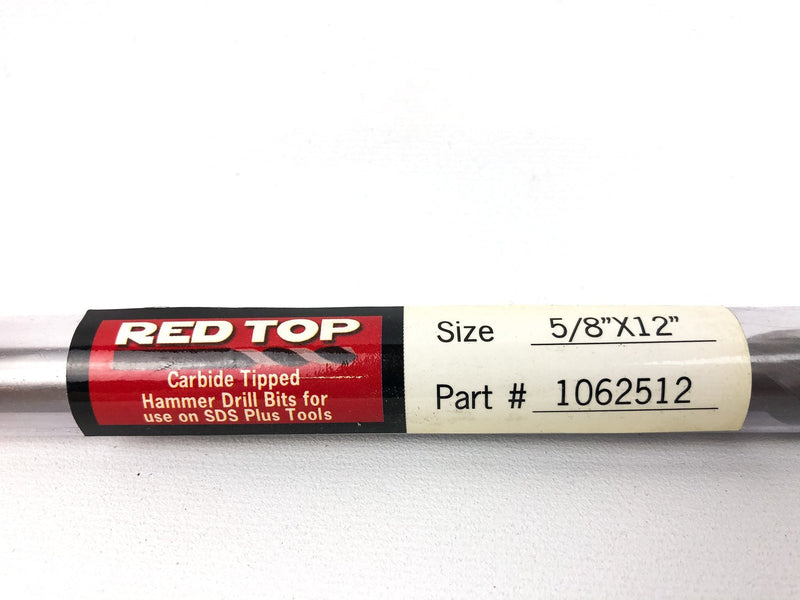 RED TOP
Carbide Tipped
Hammer Drill Bits for
use on SDS Plus Tools
Size 5/8"X12"
Part # 1062512